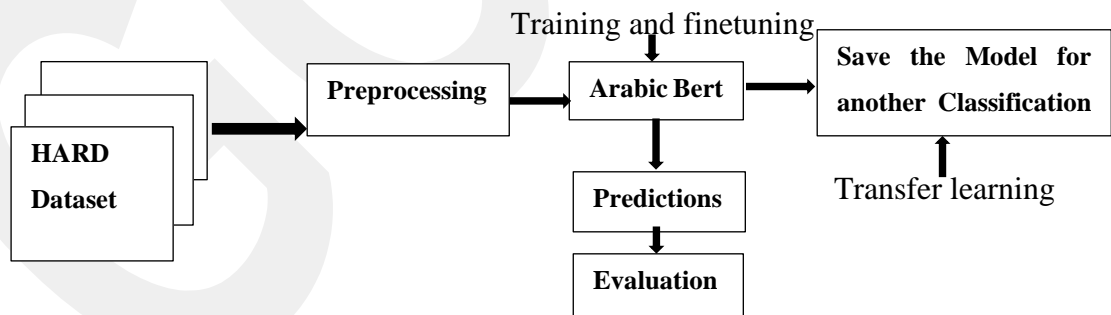 Training and finetuning
Save the Model for
another Classification
Preprocessing
Arabic Bert
HARD
Dataset
Transfer learning
Predictions
Evaluation